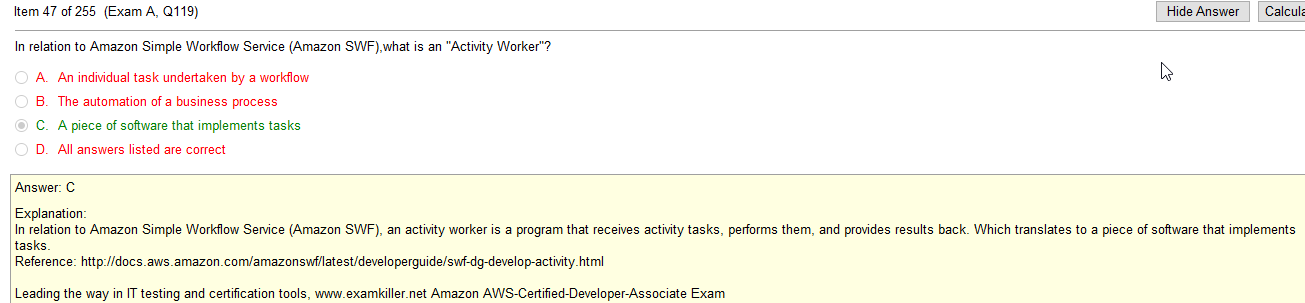 Item 47 of 255 (Exam A, Q119)
Hide Answer
Calcula
In relation to Amazon Simple Workflow Service (Amazon SWF),what is an "Activity Worker"?
A. An individual task undertaken by a workflow
B. The automation of a business process
C. A piece of software that implements tasks
D. All answers listed are correct
Answer: C
Explanation:
In relation to Amazon Simple Workflow Service (Amazon SWF), an activity worker is a program that receives activity tasks, performs them, and provides results back. Which translates to a piece of software that implements
tasks.
Reference: http://docs.aws.amazon.com/amazonswf/latest/developerguide/swf-dg-develop-activity.html
Leading the way in IT testing and certification tools, www.examkiller.net Amazon AWS-Certified-Developer-Associate Exam